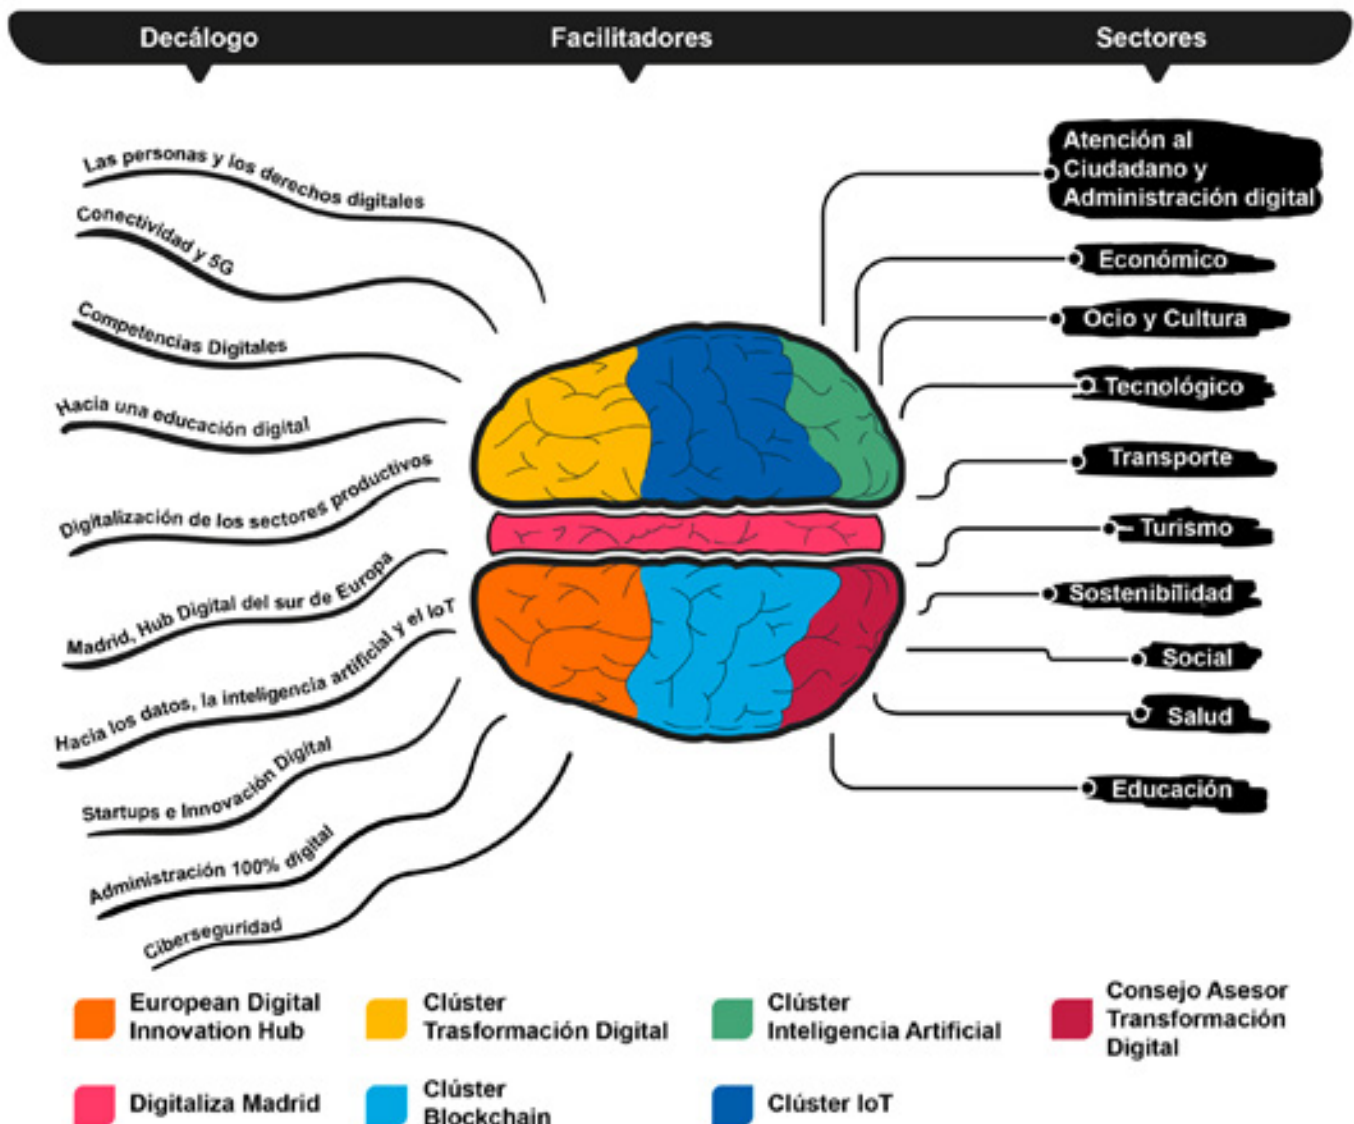 Decálogo
Facilitadores
Sectores
Las personas y los derechos digitales
Conectividad y 5G
Competencias Digitales
Hacia una educación digital
Digitalización de los sectores productivos
Madrid, Hub Digital del sur de Europa
Hacia los datos, la inteligencia artificial y el IoT
Startups e Innovación Digital
Administración 100% digital
Ciberseguridad
Atención al
Ciudadano y
Administración digital
Económico
Ocio y Cultura
Tecnológico
Transporte
Turismo
Sostenibilidad
Social
Salud
Educación
European Digital
Innovation Hub
Clúster
Trasformación Digital
Clúster
Inteligencia Artificial
Consejo Asesor
Transformación
Digital
Digitaliza Madrid
Clúster
Blockchain
Clúster IoT